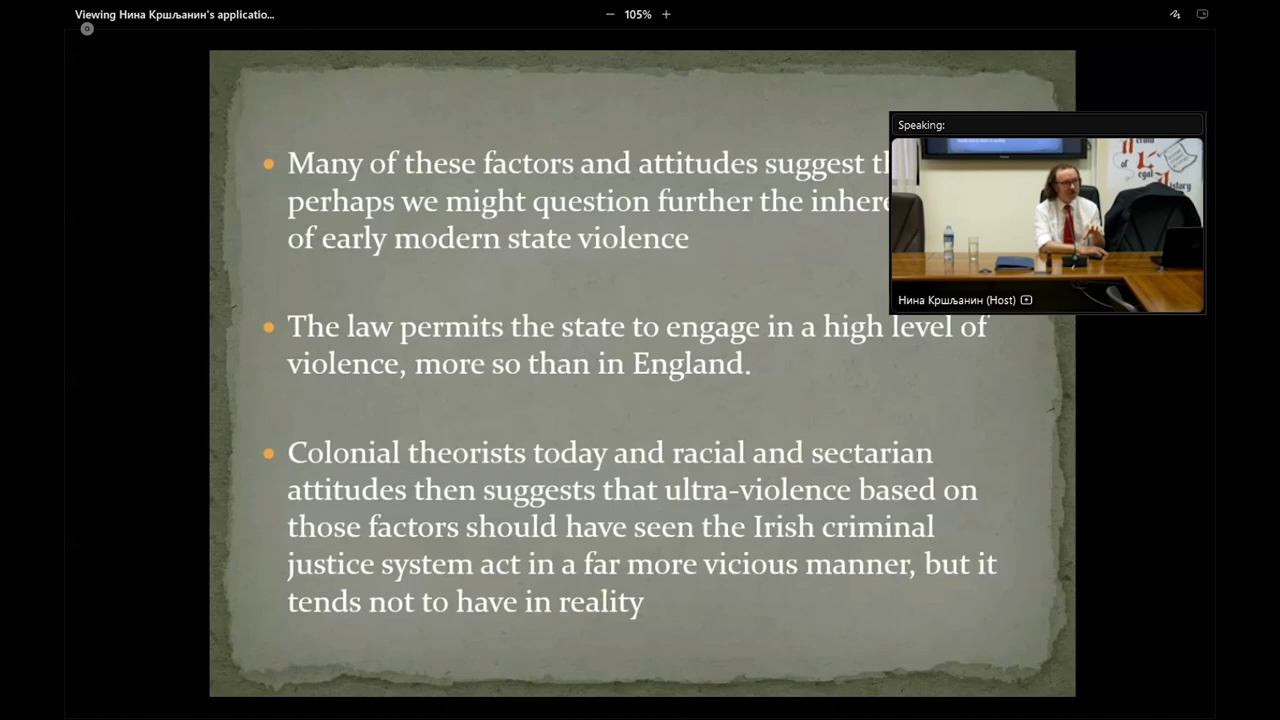 Viewing Нина Кршљанин's applicatio...
105%
Many of these factors and attitudes suggest
perhaps we might question further the
of early modern state violence
The law permits the state to engage in a high level of
violence, more so than in England.
Colonial theorists today and racial and sectarian
attitudes then suggests that ultra-violence based on
those factors should have seen the Irish criminal
justice system act in a far more vicious manner, but it
tends not to have in reality
Speaking:
of
Нина Кршљанин (Host)